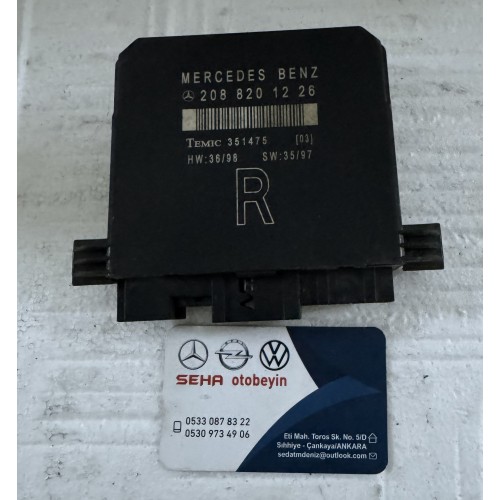 MERCEDES BENZ
208 820 12 26
TEMIC 351475 [03]
HW:36/98 SW:35/97
R
SEHA otobeyin
0533 087 83 22
0530 973 49 06
Eti Mah. Toros Sk. No. 5/D
Sıhhiye - Çankaya/ANKARA
sedatmdeniz@outlook.com